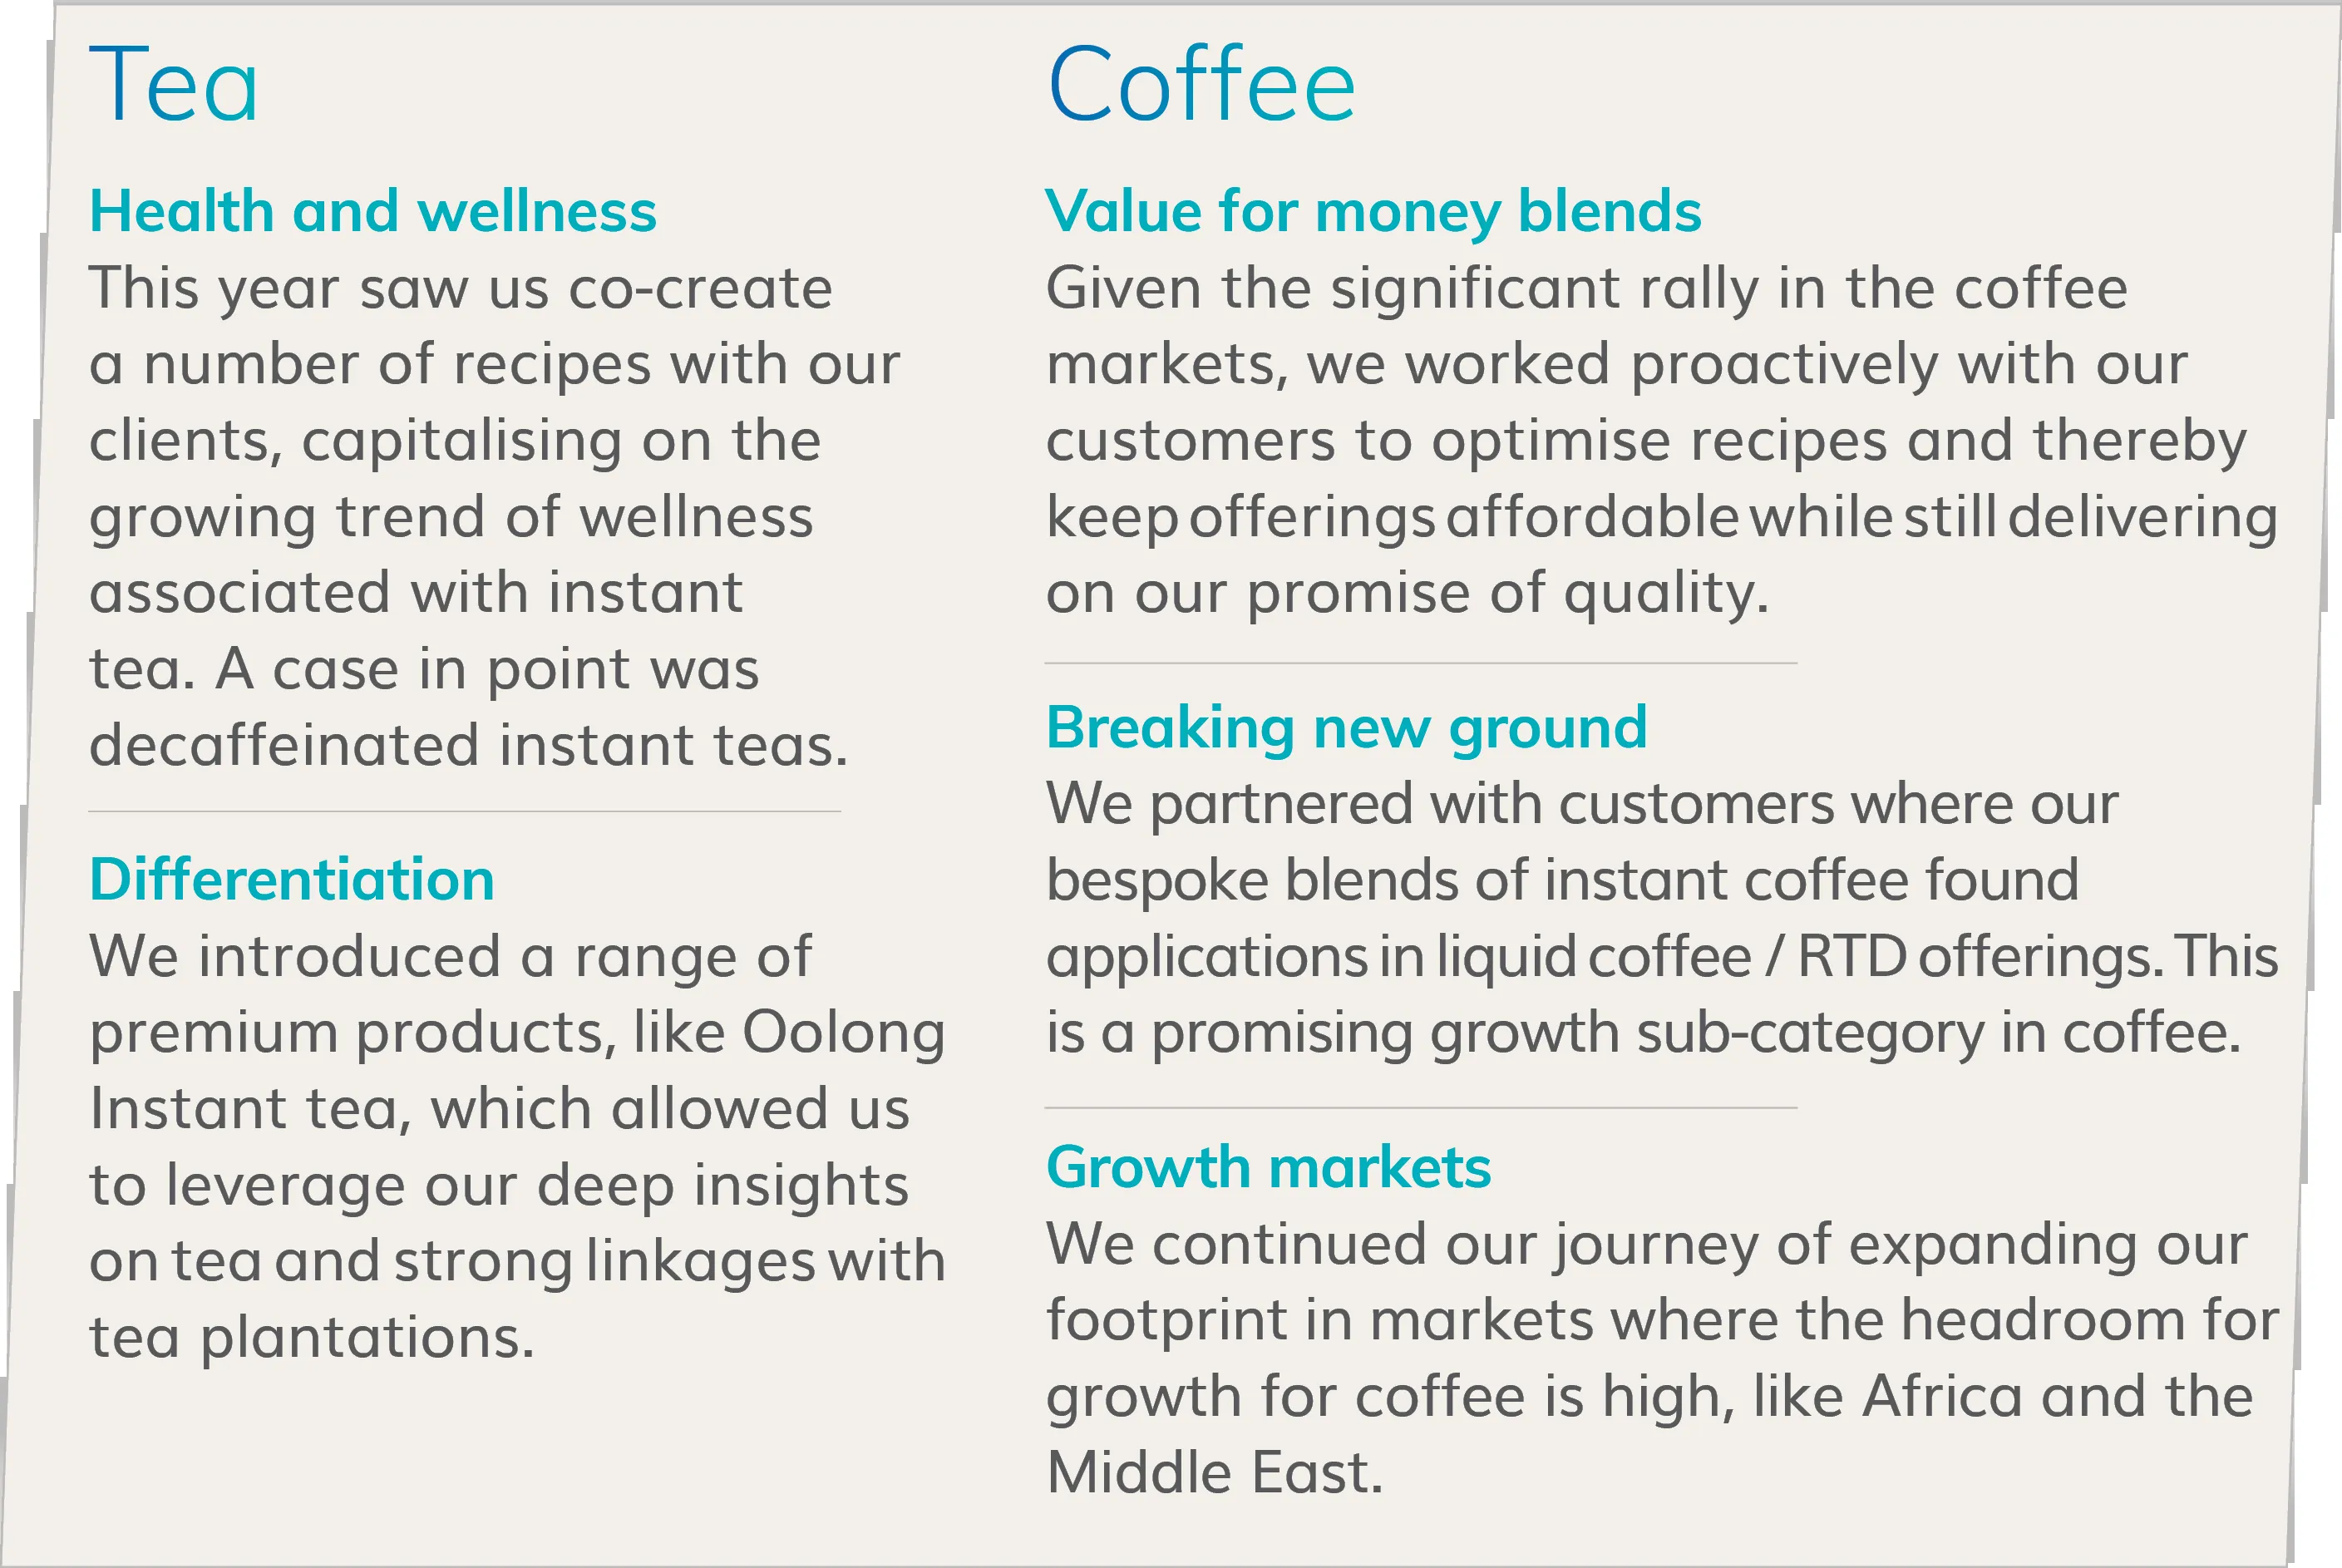 Tea
Health and wellness
This year saw us co-create
a number of recipes with our
clients, capitalising on the
growing trend of wellness
associated with instant
tea. A case in point was
decaffeinated instant teas.
Differentiation
We introduced a range of
premium products, like Oolong
Instant tea, which allowed us
to leverage our deep insights
on tea and strong linkages with
tea plantations.
Coffee
Value for money blends
Given the significant rally in the coffee
markets, we worked proactively with our
customers to optimise recipes and thereby
keep offerings affordable while still delivering
on our promise of quality.
Breaking new ground
We partnered with customers where our
bespoke blends of instant coffee found
applications in liquid coffee / RTD offerings. This
is a promising growth sub-category in coffee.
Growth markets
We continued our journey of expanding our
footprint in markets where the headroom for
growth for coffee is high, like Africa and the
Middle East.